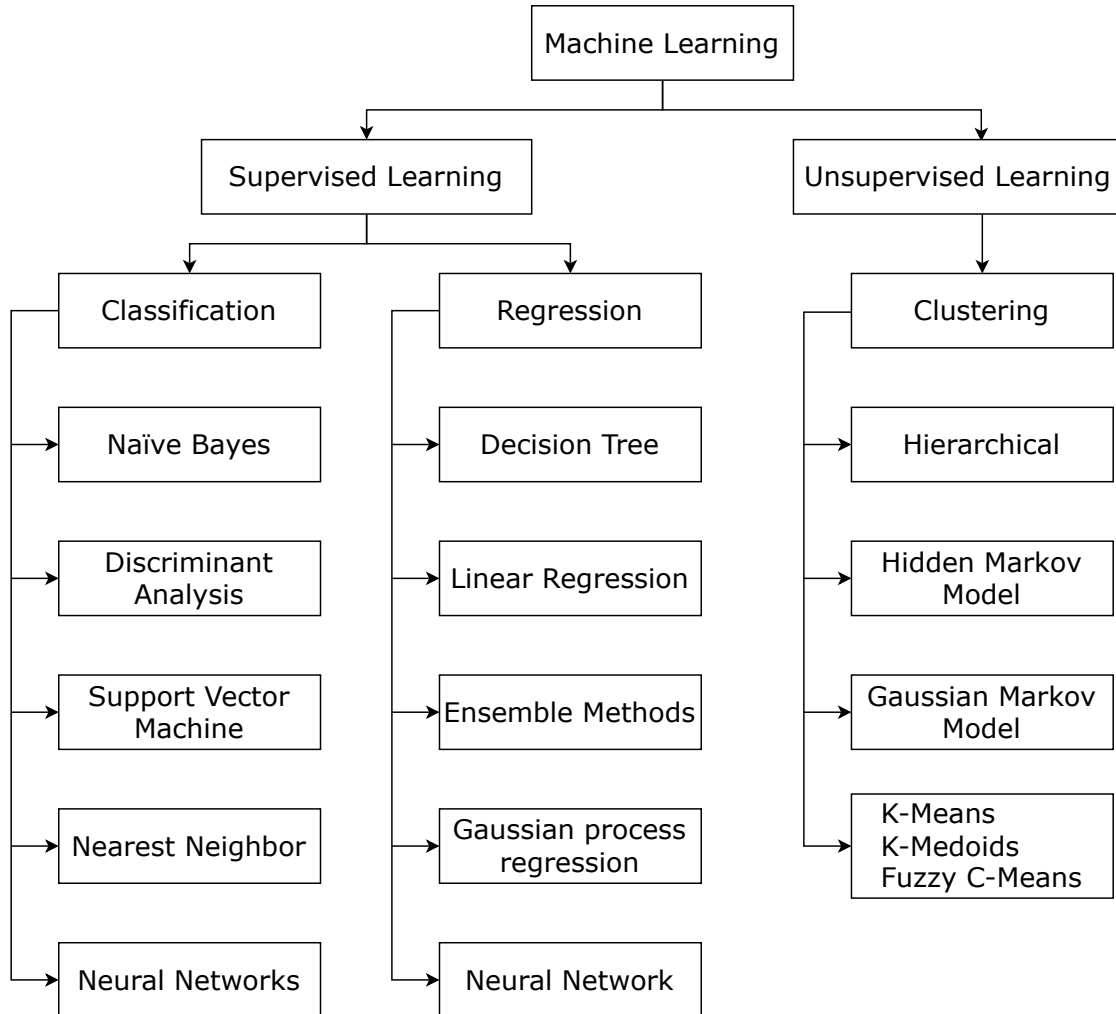 Machine Learning
Supervised Learning
Unsupervised Learning
Classification
Regression
Clustering
Naïve Bayes
Decision Tree
Hierarchical
Discriminant
Analysis
Linear Regression
Hidden Markov
Model
Support Vector
Machine
Ensemble Methods
Gaussian Markov
Model
Nearest Neighbor
Gaussian process
regression
K-Means
K-Medoids
Fuzzy C-Means
Neural Networks
Neural Network